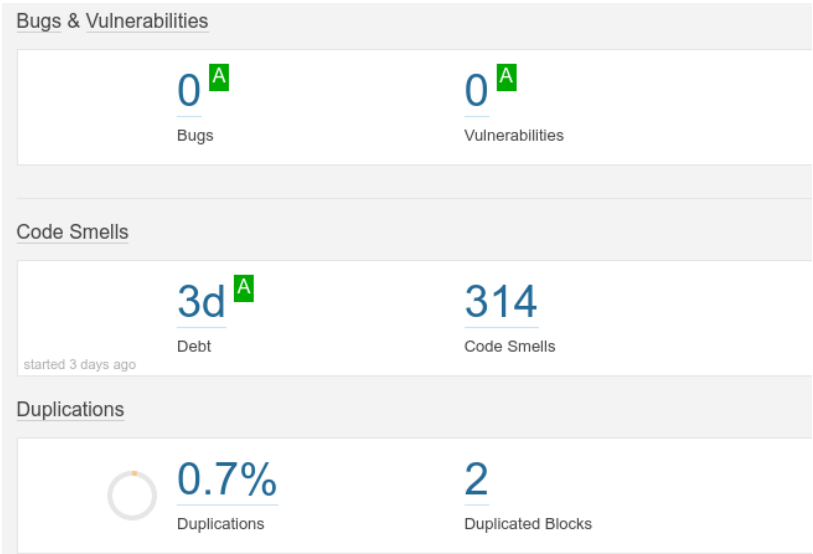 Bugs & Vulnerabilities
0 A 0 A
Bugs Vulnerabilities
Code Smells
3d A 314
Debt Code Smells
started 3 days ago
Duplications
0.7% 2
Duplications Duplicated Blocks